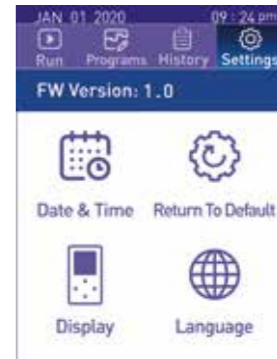 JAN 01 2020 09 : 24 pm
Run Programs History Settings
FW Version: 1.0
Date & Time Return To Default
Display Language